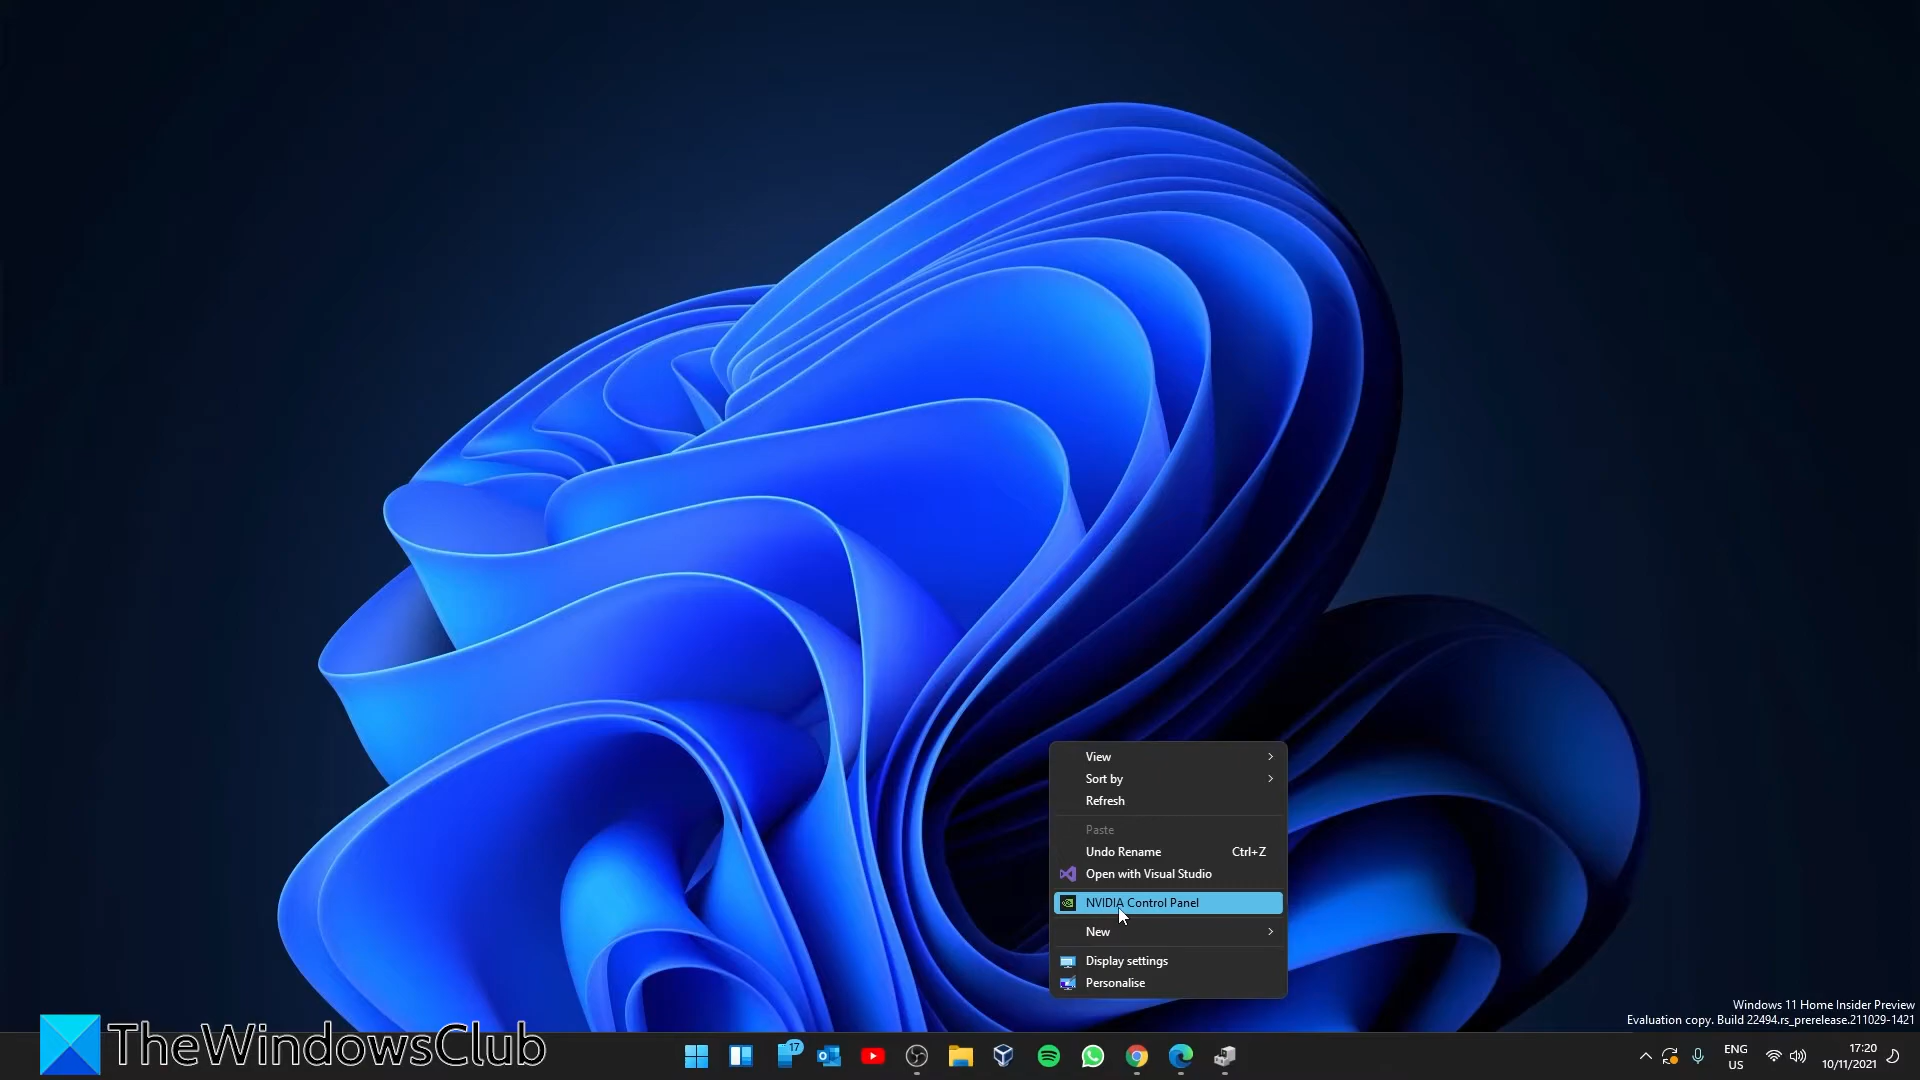 View
Sort by
Refresh
Paste
Undo Rename Ctrl+Z
Open with Visual Studio
NVIDIA Control Panel
New
Display settings
Personalise
Windows 11 Home Insider Preview
Evaluation copy. Build 22494.rs_prerelease.211029-1421
TheWindowsClub
17
ENG
US
17:20
10/11/2021